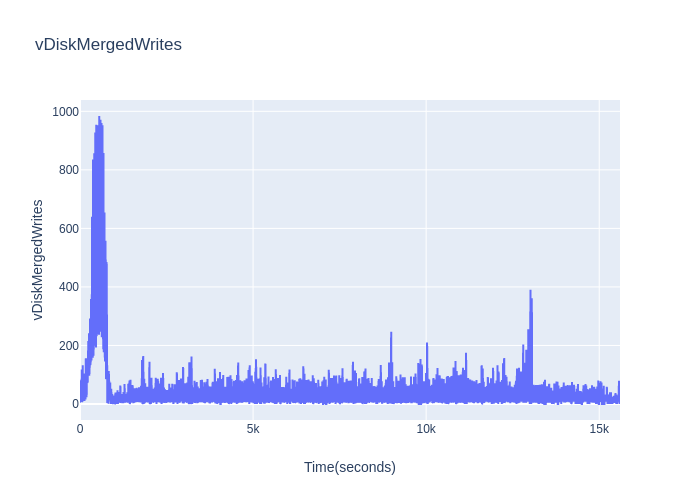 vDiskMergedWrites
1000
800
600
400
200
0
vDiskMergedWrites
0
5k
10k
15k
Time(seconds)